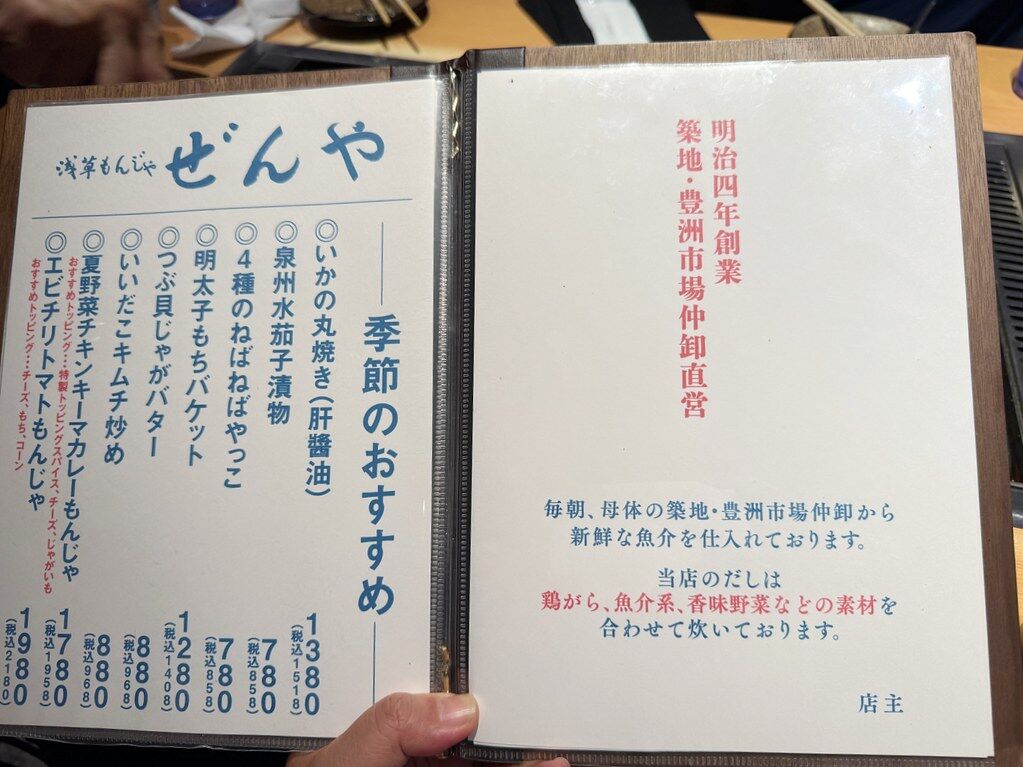 浅草もんじゃ ぜんや
季節のおすすめ
◎いかの丸焼き(肝醬油) 1380 (税込1518)
◎泉州水茄子漬物 780 (税込858)
◎4種のねばねばやっこ 780 (税込858)
◎明太子もちバケット 1280 (税込1408)
◎つぶ貝じゃがバター 880 (税込968)
◎いいだこキムチ炒め 880 (税込968)
◎夏野菜チキンキーマカレーもんじゃ 1780 (税込1958)
おすすめトッピング…特製トッピングスパイス、チーズ、じゃがいも
◎エビチリトマトもんじゃ 1980 (税込2180)
おすすめトッピング…チーズ、もち、コーン
明治四年創業
築地・豊洲市場仲卸直営
毎朝、母体の築地・豊洲市場仲卸から
新鮮な魚介を仕入れております。
当店のだしは
鶏がら、魚介系、香味野菜などの素材を
合わせて炊いております。
店主